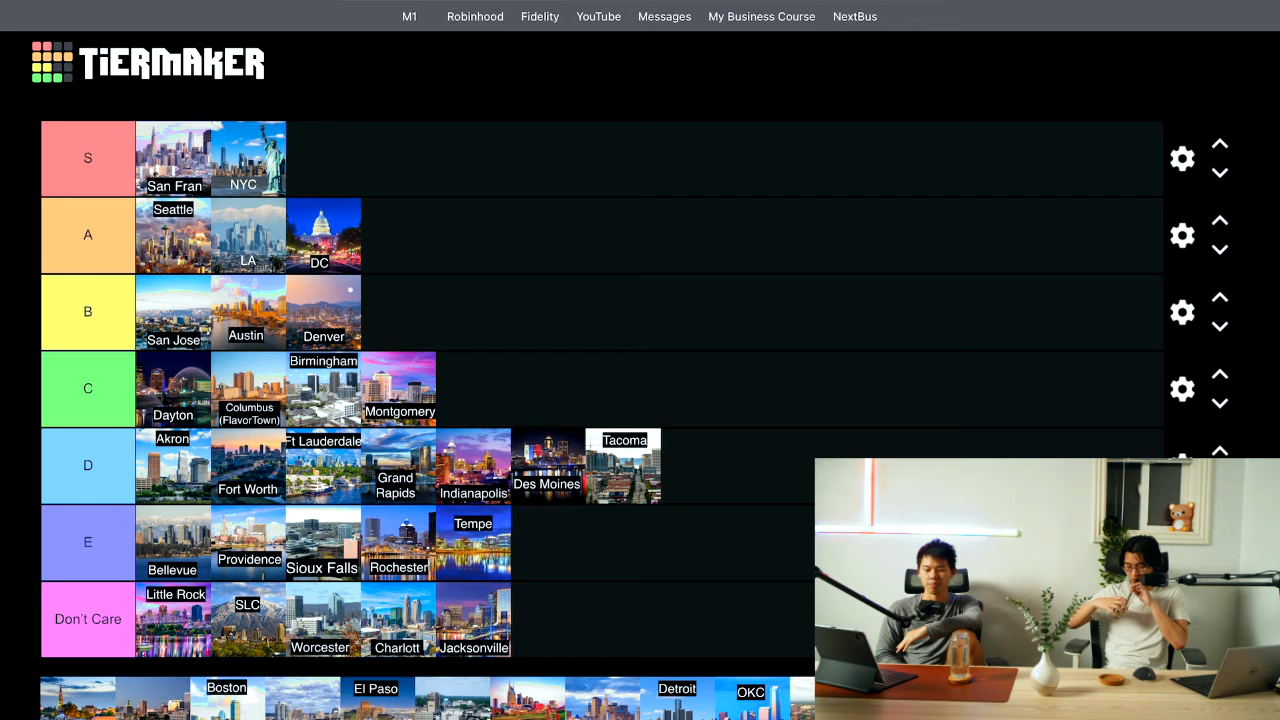 M1 Robinhood Fidelity YouTube Messages My Business Course NextBus
TiERMAKER
S
San Fran
NYC
A
Seattle
LA
DC
B
San Jose
Austin
Denver
C
Dayton
Columbus
(FlavorTown)
Birmingham
Montgomery
D
Akron
Fort Worth
Ft Lauderdale
Grand
Rapids
Indianapolis
Des Moines
Tacoma
E
Bellevue
Providence
Sioux Falls
Rochester
Tempe
Don't Care
Little Rock
SLC
Worcester
Charlott
Jacksonville
Boston
El Paso
Detroit
OKC